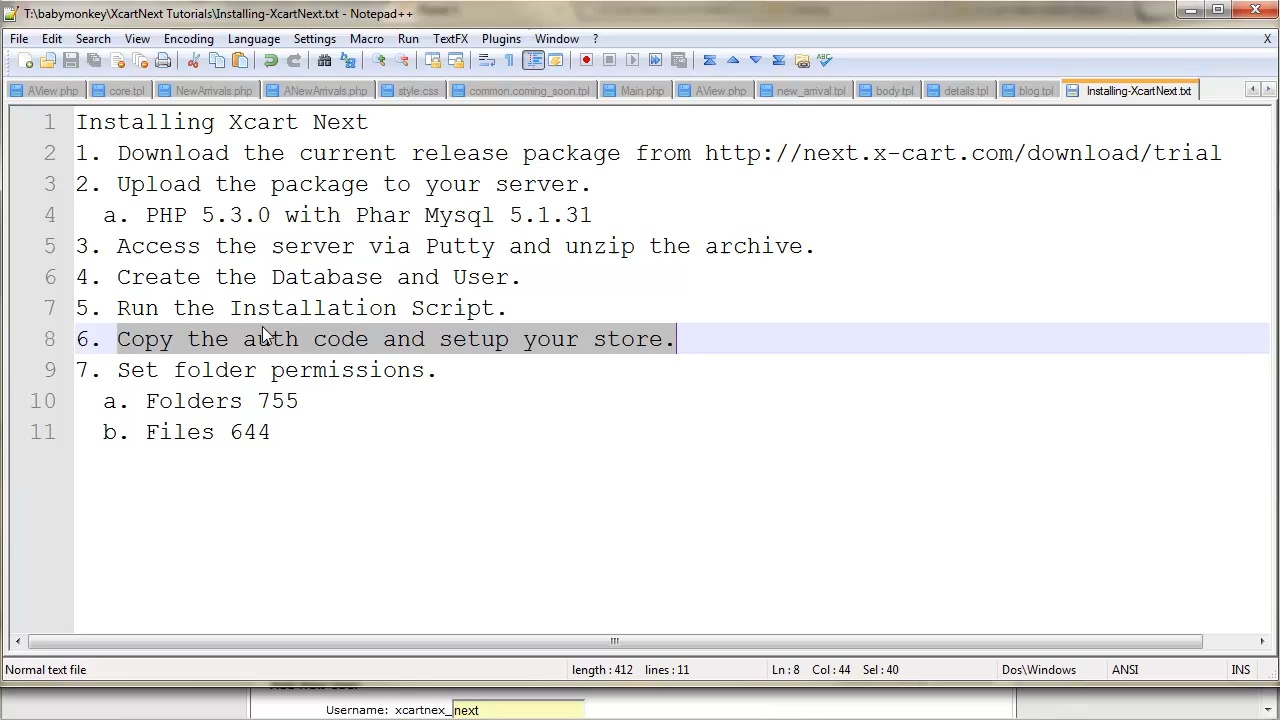 T:\babymonkey\XcartNext Tutorials\Installing-XcartNext.txt - Notepad++
File Edit Search View Encoding Language Settings Macro Run TextFX Plugins Window ? X
AView.php core.tpl NewArrivals.php ANewArrivals.php style.css common.coming_soon.tpl Main.php AView.php new_arrival.tpl body.tpl details.tpl blog.tpl Installing-XcartNext.txt
1 Installing Xcart Next
2 1. Download the current release package from http://next.x-cart.com/download/trial
3 2. Upload the package to your server.
4 a. PHP 5.3.0 with Phar Mysql 5.1.31
5 3. Access the server via Putty and unzip the archive.
6 4. Create the Database and User.
7 5. Run the Installation Script.
8 6. Copy the auth code and setup your store.
9 7. Set folder permissions.
10 a. Folders 755
11 b. Files 644
Normal text file length : 412 lines : 11 Ln : 8 Col : 44 Sel : 40 Dos\Windows ANSI INS
Username: xcartnex_ next